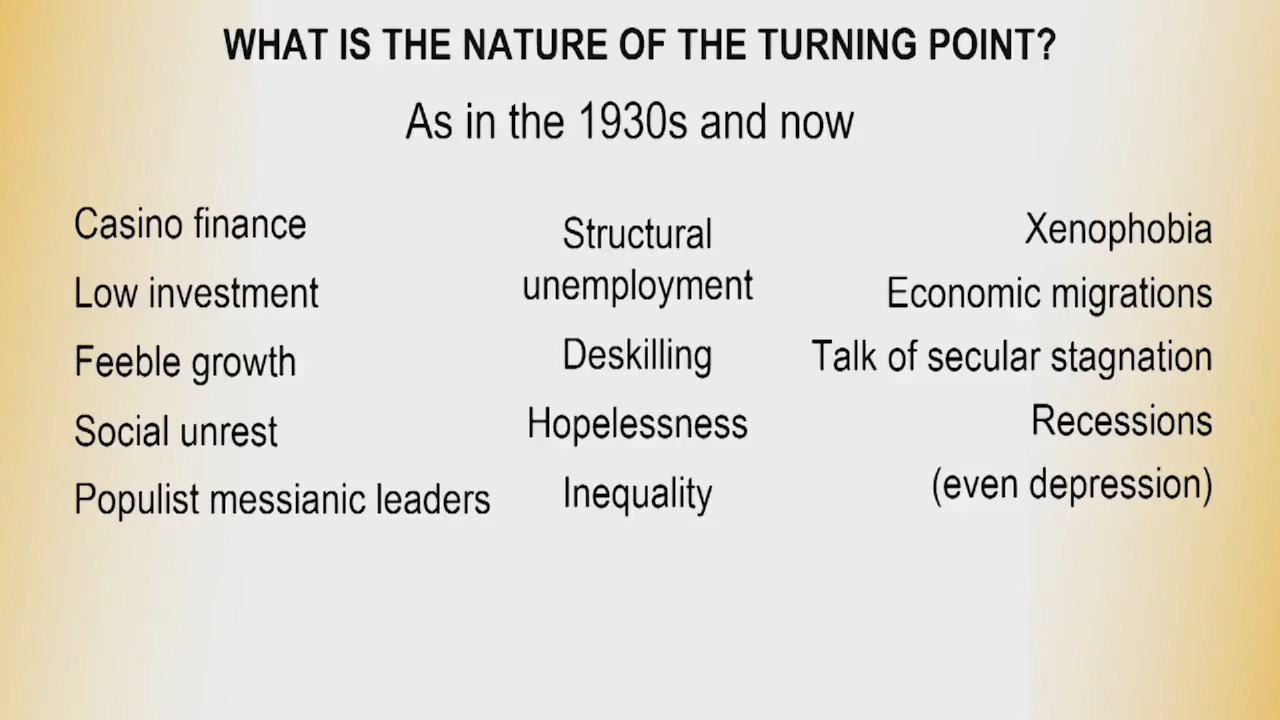 WHAT IS THE NATURE OF THE TURNING POINT?
As in the 1930s and now
Casino finance
Low investment
Feeble growth
Social unrest
Populist messianic leaders
Structural
unemployment
Deskilling
Hopelessness
Inequality
Xenophobia
Economic migrations
Talk of secular stagnation
Recessions
(even depression)